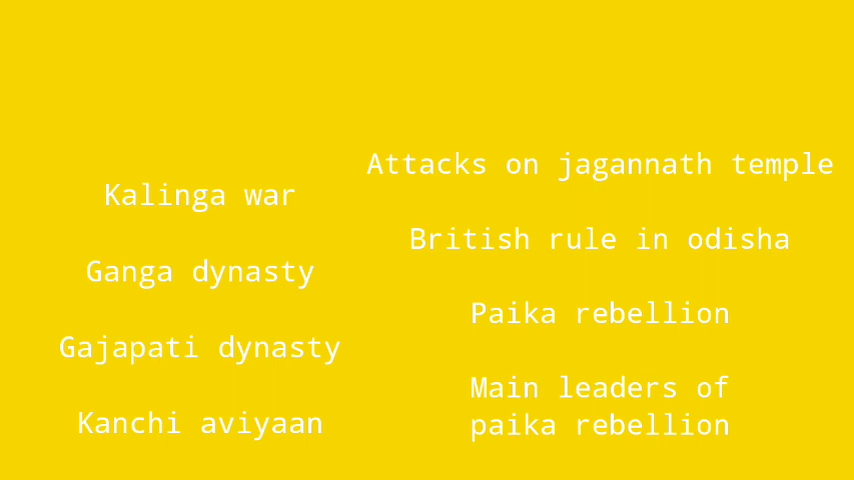 Kalinga war
Ganga dynasty
Gajapati dynasty
Kanchi aviyaan
Attacks on jagannath temple
British rule in odisha
Paika rebellion
Main leaders of
paika rebellion